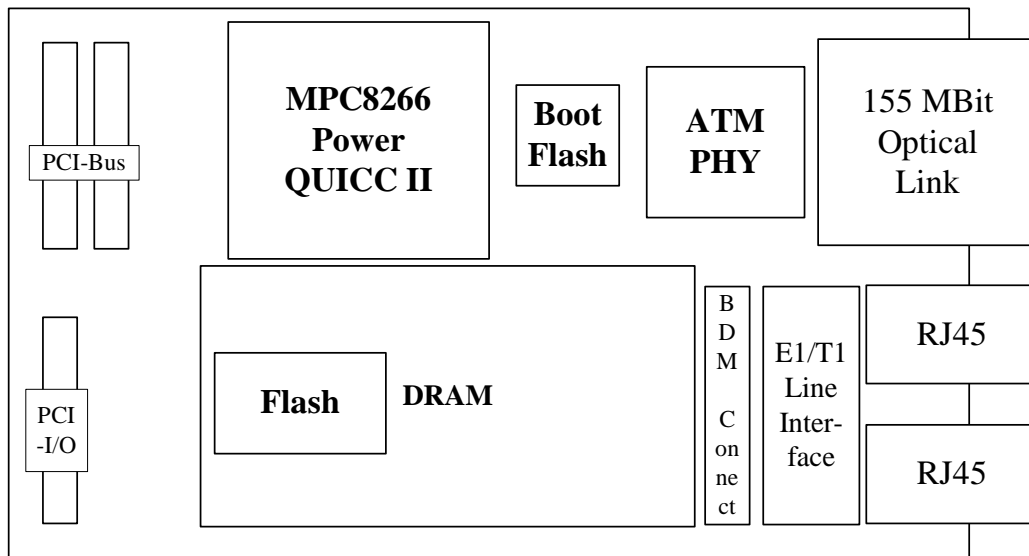 MPC8266
Power
QUICC II
Boot
Flash
ATM
PHY
155 MBit
Optical
Link
PCI-Bus
B
D
M
C
o
n
ne
ct
E1/T1
Line
Inter-
face
RJ45
Flash
DRAM
PCI
-I/O
RJ45